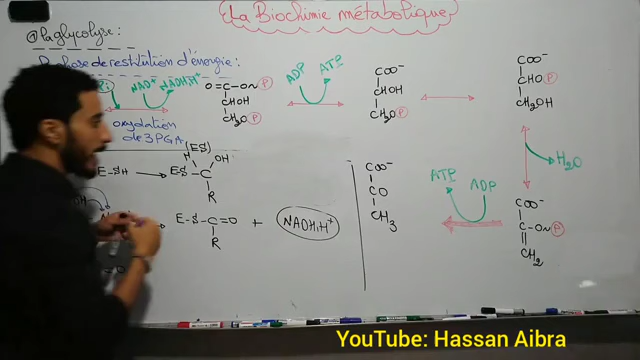 La Biochimie métabolique
① la glycolyse:
phase de restitution d'énergie:
Pi NAD⁺ NADH,H⁺
O=C-O~P
CHOH
CH₂O P
ADP ATP
COO⁻
CHOH
CH₂O P
COO⁻
CHO P
CH₂OH
oxydation
de 3PGA
(ES)
H OH
E-SH → ES-C
R
E-S-C=O + NADH,H⁺
R
COO⁻
CO
CH₃
ATP ADP
H₂O
COO⁻
C-O~P
CH₂
YouTube: Hassan Aibra